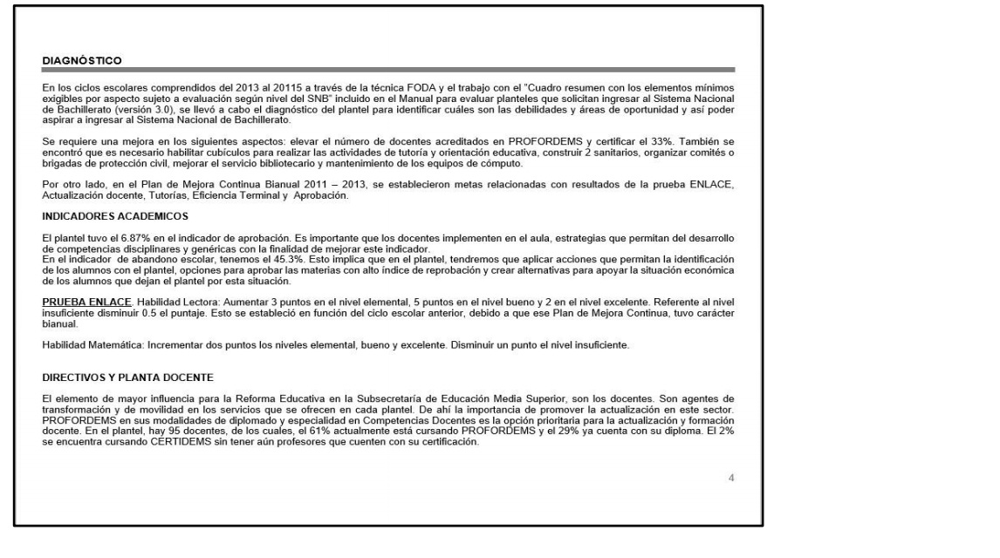 DIAGNÓSTICO
En los ciclos escolares comprendidos del 2013 al 20115 a través de la técnica FODA y el trabajo con el "Cuadro resumen con los elementos mínimos
exigibles por aspecto sujeto a evaluación según nivel del SNB" incluido en el Manual para evaluar planteles que solicitan ingresar al Sistema Nacional
de Bachillerato (versión 3.0), se llevó a cabo el diagnóstico del plantel para identificar cuáles son las debilidades y áreas de oportunidad y así poder
aspirar a ingresar al Sistema Nacional de Bachillerato.
Se requiere una mejora en los siguientes aspectos: elevar el número de docentes acreditados en PROFORDEMS y certificar el 33%. También se
encontró que es necesario habilitar cubículos para realizar las actividades de tutoría y orientación educativa, construir 2 sanitarios, organizar comités o
brigadas de protección civil, mejorar el servicio bibliotecario y mantenimiento de los equipos de cómputo.
Por otro lado, en el Plan de Mejora Continua Bianual 2011 – 2013, se establecieron metas relacionadas con resultados de la prueba ENLACE,
Actualización docente, Tutorías, Eficiencia Terminal y Aprobación.
INDICADORES ACADEMICOS
El plantel tuvo el 6.87% en el indicador de aprobación. Es importante que los docentes implementen en el aula, estrategias que permitan del desarrollo
de competencias disciplinares y genéricas con la finalidad de mejorar este indicador.
En el indicador de abandono escolar, tenemos el 45.3%. Esto implica que en el plantel, tendremos que aplicar acciones que permitan la identificación
de los alumnos con el plantel, opciones para aprobar las materias con alto índice de reprobación y crear alternativas para apoyar la situación económica
de los alumnos que dejan el plantel por esta situación.
PRUEBA ENLACE. Habilidad Lectora: Aumentar 3 puntos en el nivel elemental, 5 puntos en el nivel bueno y 2 en el nivel excelente. Referente al nivel
insuficiente disminuir 0.5 el puntaje. Esto se estableció en función del ciclo escolar anterior, debido a que ese Plan de Mejora Continua, tuvo carácter
bianual.
Habilidad Matemática: Incrementar dos puntos los niveles elemental, bueno y excelente. Disminuir un punto el nivel insuficiente.
DIRECTIVOS Y PLANTA DOCENTE
El elemento de mayor influencia para la Reforma Educativa en la Subsecretaría de Educación Media Superior, son los docentes. Son agentes de
transformación y de movilidad en los servicios que se ofrecen en cada plantel. De ahí la importancia de promover la actualización en este sector.
PROFORDEMS en sus modalidades de diplomado y especialidad en Competencias Docentes es la opción prioritaria para la actualización y formación
docente. En el plantel, hay 95 docentes, de los cuales, el 61% actualmente está cursando PROFORDEMS y el 29% ya cuenta con su diploma. El 2%
se encuentra cursando CERTIDEMS sin tener aún profesores que cuenten con su certificación.
4